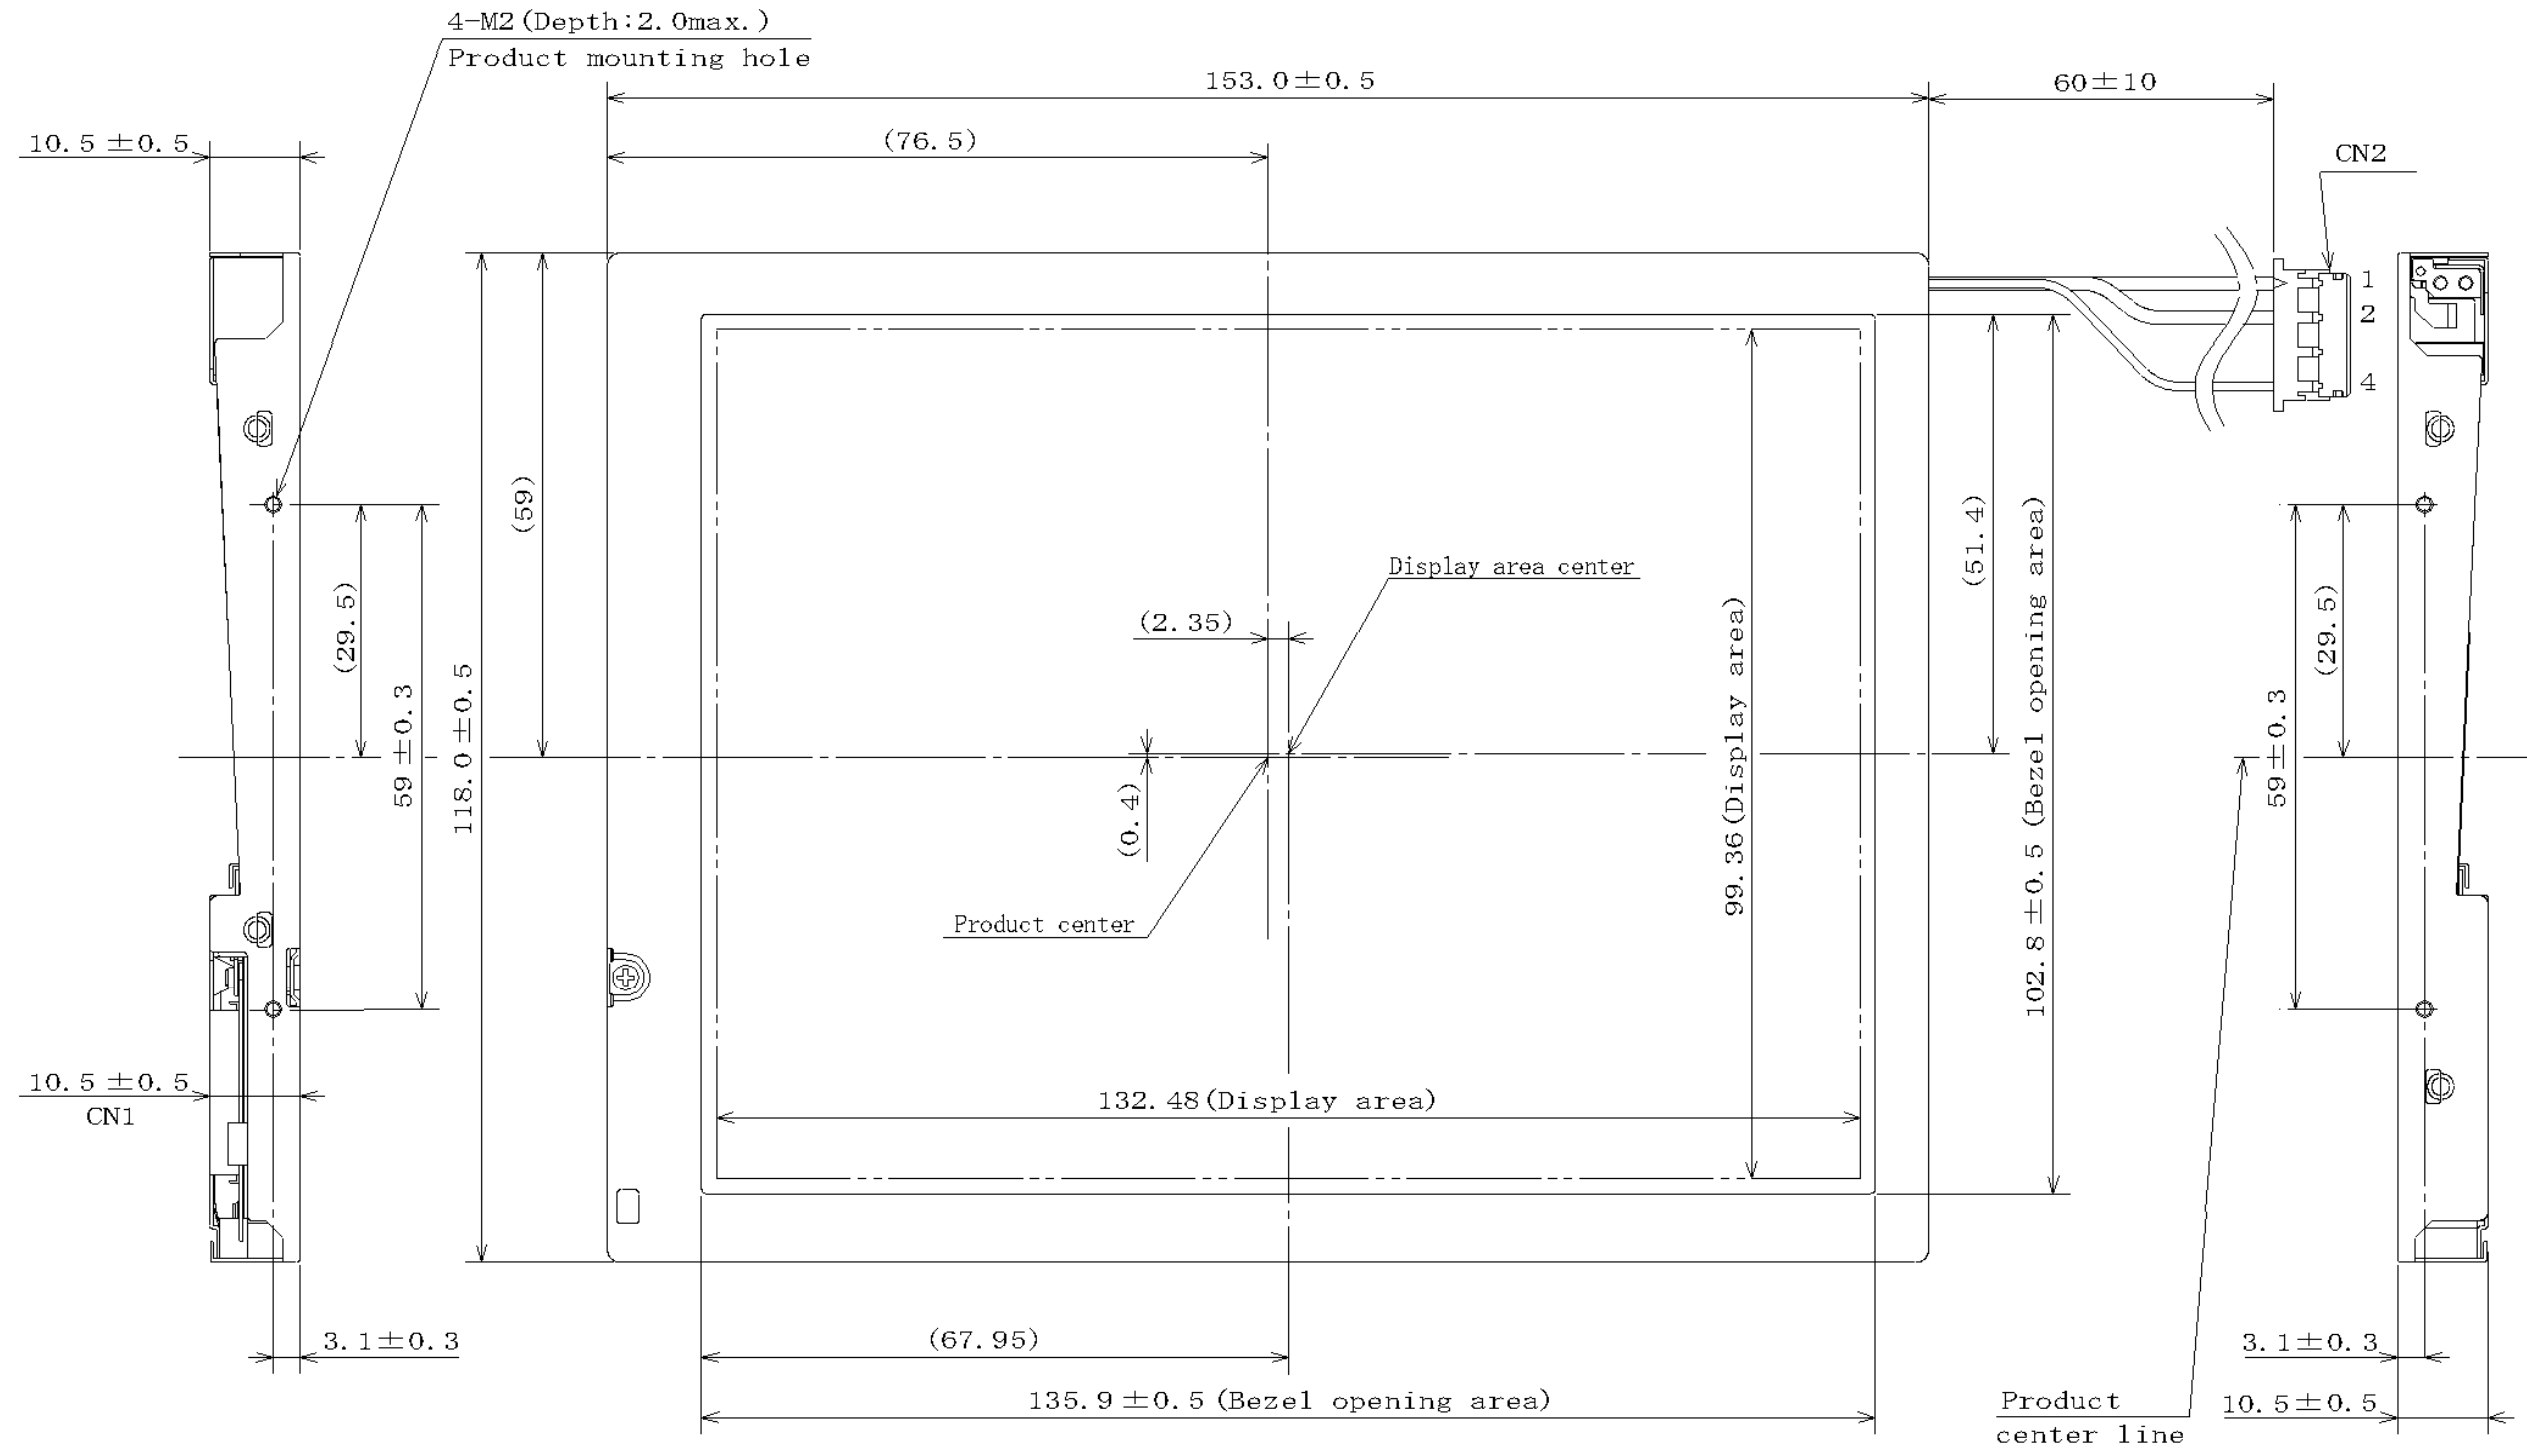 4-M2(Depth:2.0max.)
Product mounting hole
153.0±0.5
60±10
10.5±0.5
(76.5)
CN2
1
2
4
(59)
(51.4)
Display area center
(2.35)
(29.5)
59±0.3
118.0±0.5
(0.4)
99.36(Display area)
102.8±0.5(Bezel opening area)
(29.5)
59±0.3
Product center
10.5±0.5
CN1
132.48(Display area)
3.1±0.3
(67.95)
3.1±0.3
135.9±0.5(Bezel opening area)
Product
center line
10.5±0.5